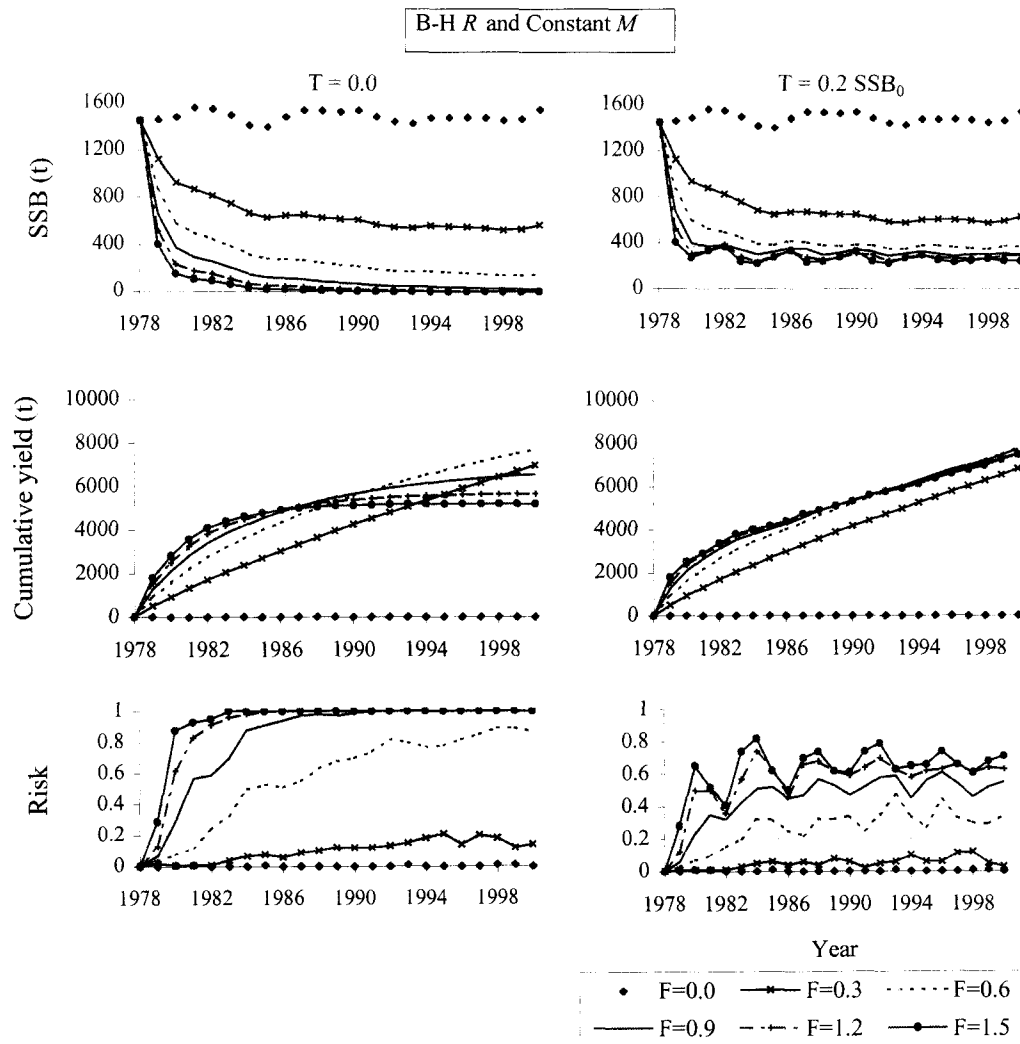 B-H R and Constant M
T = 0.0
T = 0.2 SSB₀
SSB (t)
1600
1200
800
400
0
1978 1982 1986 1990 1994 1998
1600
1200
800
400
0
1978 1982 1986 1990 1994 1998
Cumulative yield (t)
10000
8000
6000
4000
2000
0
1978 1982 1986 1990 1994 1998
10000
8000
6000
4000
2000
0
1978 1982 1986 1990 1994 1998
Risk
1
0.8
0.6
0.4
0.2
0
1978 1982 1986 1990 1994 1998
1
0.8
0.6
0.4
0.2
0
1978 1982 1986 1990 1994 1998
Year
F=0.0 F=0.3 F=0.6
F=0.9 F=1.2 F=1.5